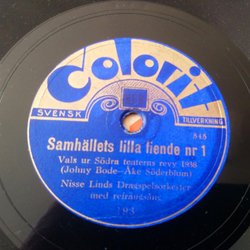 Colorit
SVENSK TILLVERKNING
Samhällets lilla fiende nr 1
Vals ur Södra teaterns revy 1938
(Johny Bode-Åke Söderblom)
Nisse Linds Dragspelsorkester
med refrängsång